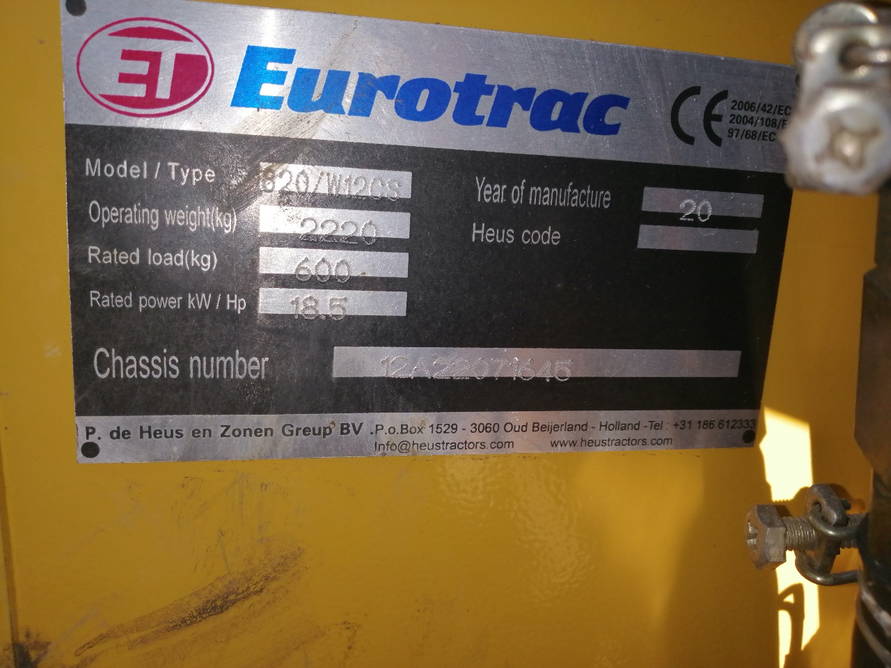 ET Eurotrac
CE 2006/42/EC
2004/108/E
97/68/EC
Model / Type
Year of manufacture 20
Operating weight(kg) 2220
Heus code
Rated load(kg) 600
Rated power kW / Hp 18.5
Chassis number 12A22071645
P. de Heus en Zonen Greup BV .P.o.Box 1529 - 3060 Oud Beijerland - Holland -Tel : +31 186 612333
Info@heustractors.com www.heustractors.com